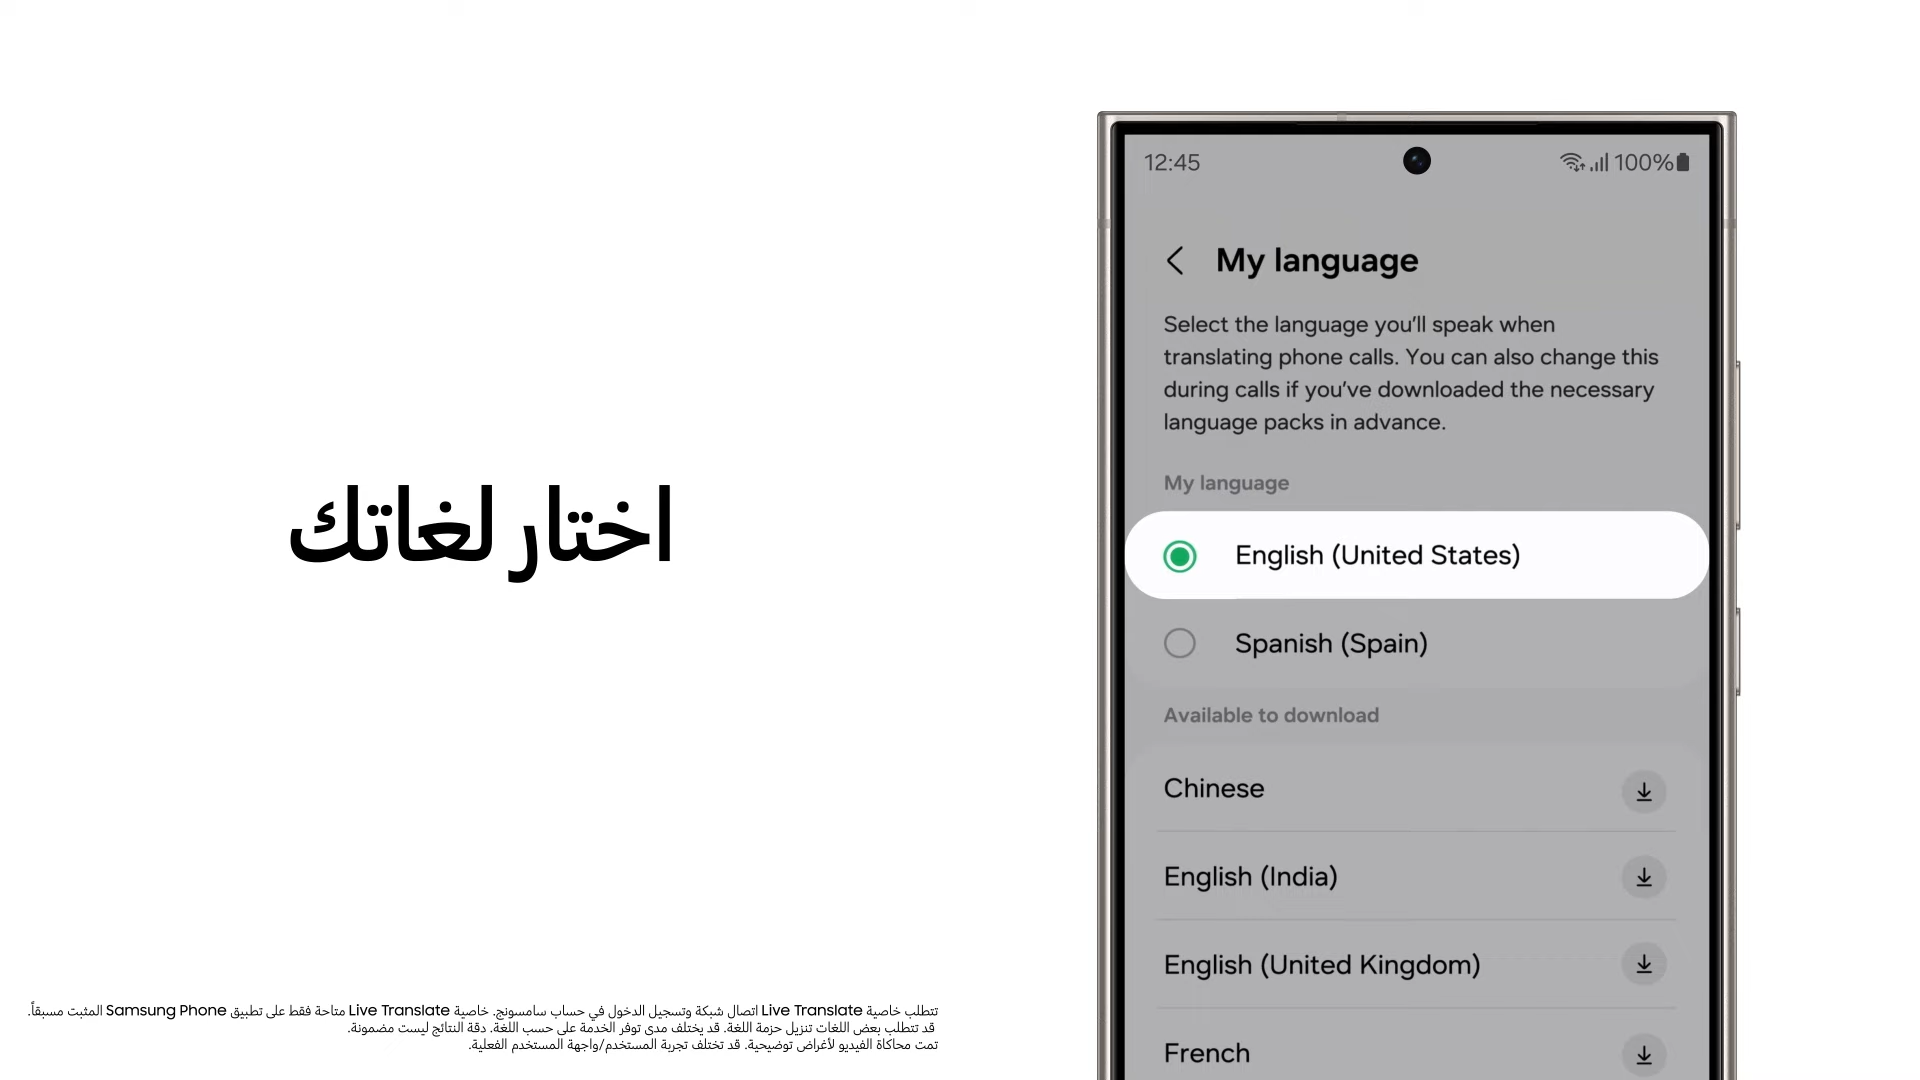 اختار لغاتك
12:45
100%
My language
Select the language you'll speak when
translating phone calls. You can also change this
during calls if you've downloaded the necessary
language packs in advance.
My language
English (United States)
Spanish (Spain)
Available to download
Chinese
English (India)
English (United Kingdom)
French
تتطلب خاصية Live Translate اتصال شبكة وتسجيل الدخول في حساب سامسونج. خاصية Live Translate متاحة فقط على تطبيق Samsung Phone المثبت مسبقاً.
قد تتطلب بعض اللغات تنزيل حزمة اللغة. قد يختلف مدى توفر الخدمة على حسب اللغة. دقة النتائج ليست مضمونة.
تمت محاكاة الفيديو لأغراض توضيحية. قد تختلف تجربة المستخدم/واجهة المستخدم الفعلية.